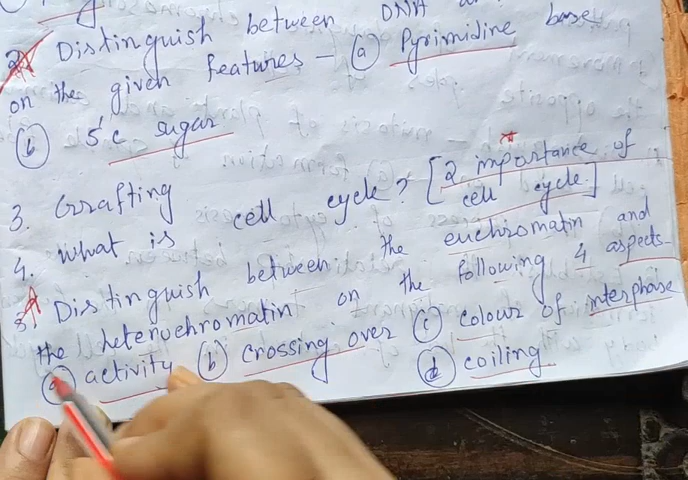 Distinguish between DNA
on the given features - (a) Pyrimidine base
(b) 5'c sugar
3. Grafting
4. What is cell cycle? [2 importance of cell cycle]
5. Distinguish between the euchromatin and
the heterochromatin on the following 4 aspects-
(a) activity (b) crossing over (c) colour of interphase
(d) coiling